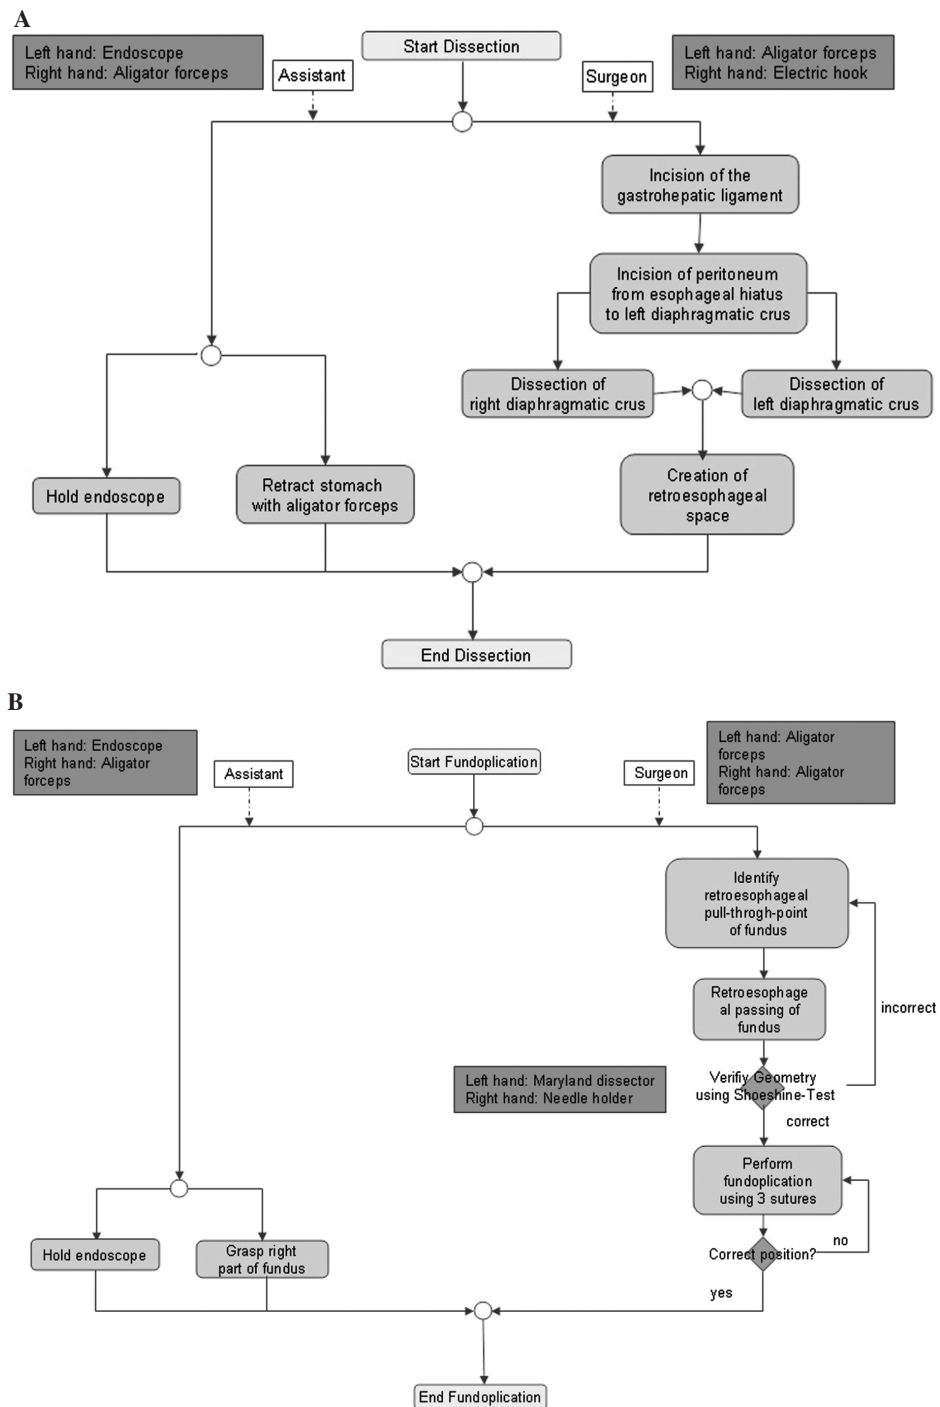 A
Left hand: Endoscope
Right hand: Aligator forceps
Start Dissection
Left hand: Aligator forceps
Right hand: Electric hook
Assistant
Surgeon
Incision of the
gastrohepatic ligament
Incision of peritoneum
from esophageal hiatus
to left diaphragmatic crus
Dissection of
right diaphragmatic crus
Dissection of
left diaphragmatic crus
Hold endoscope
Retract stomach
with aligator forceps
Creation of
retroesophageal
space
End Dissection
B
Left hand: Endoscope
Right hand: Aligator
forceps
Assistant
Start Fundoplication
Surgeon
Left hand: Aligator
forceps
Right hand: Aligator
forceps
Identify
retroesophageal
pull-throgh-point
of fundus
Retroesophage
al passing of
fundus
incorrect
Left hand: Maryland dissector
Right hand: Needle holder
Verifiy Geometry
using Shoeshine-Test
correct
Perform
fundoplication
using 3 sutures
Hold endoscope
Grasp right
part of fundus
Correct position?
no
yes
End Fundoplication